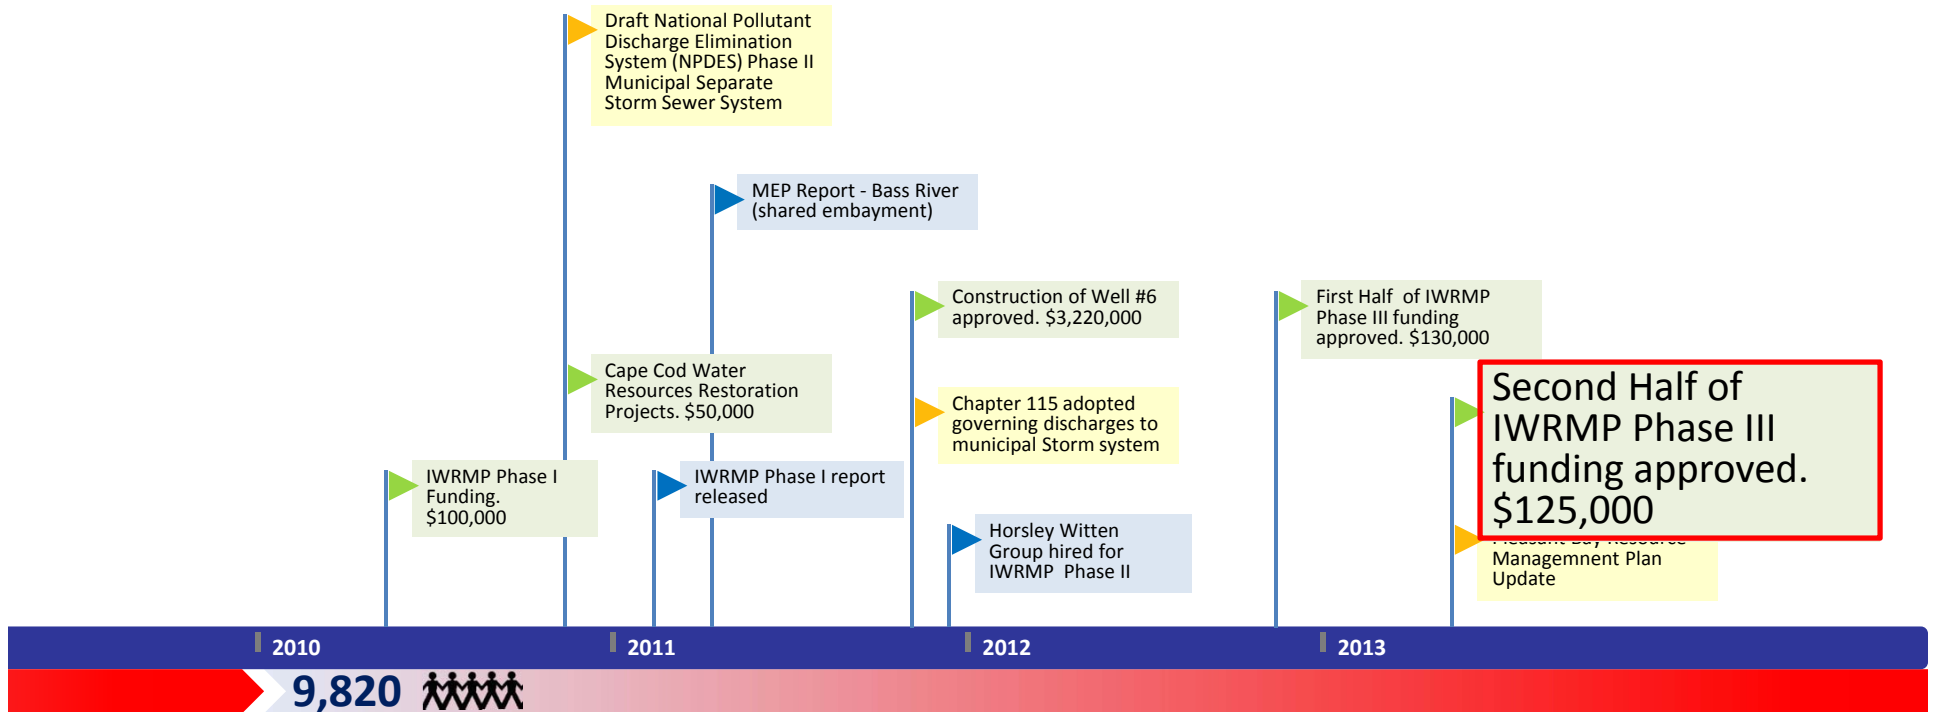 Draft National Pollutant
Discharge Elimination
System (NPDES) Phase II
Municipal Separate
Storm Sewer System
MEP Report - Bass River
(shared embayment)
Construction of Well #6
approved. $3,220,000
First Half  of IWRMP
Phase III funding
approved. $130,000
Cape Cod Water
Resources Restoration
Projects. $50,000
Chapter 115 adopted
governing discharges to
municipal Storm system
Second Half of
IWRMP Phase III
funding approved.
$125,000
IWRMP Phase I
Funding.
$100,000
IWRMP Phase I report
released
Horsley Witten
Group hired for
IWRMP  Phase II
Pleasant Bay Resource
Managemnent Plan
Update
2010
2011
2012
2013
9,820